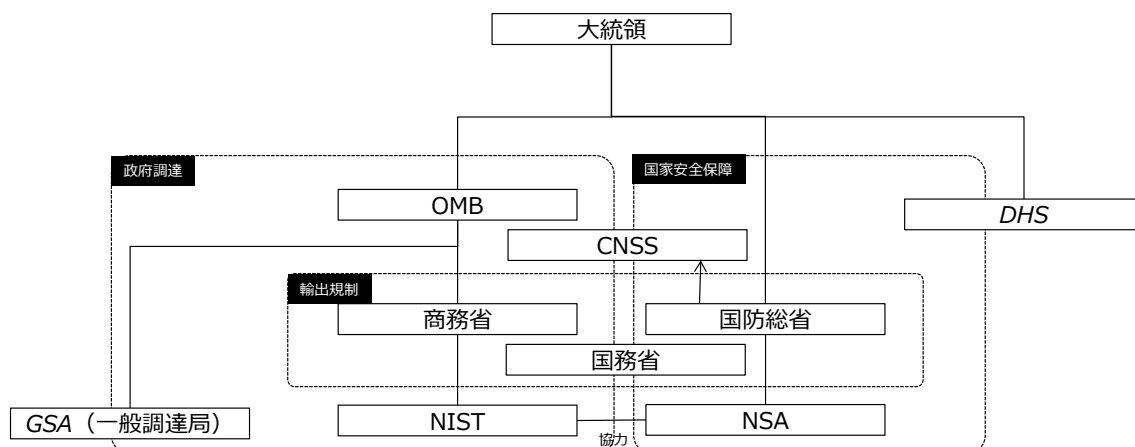 大統領
政府調達
国家安全保障
OMB
DHS
CNSS
輸出規制
商務省
国防総省
国務省
GSA（一般調達局）
NIST
NSA
協力